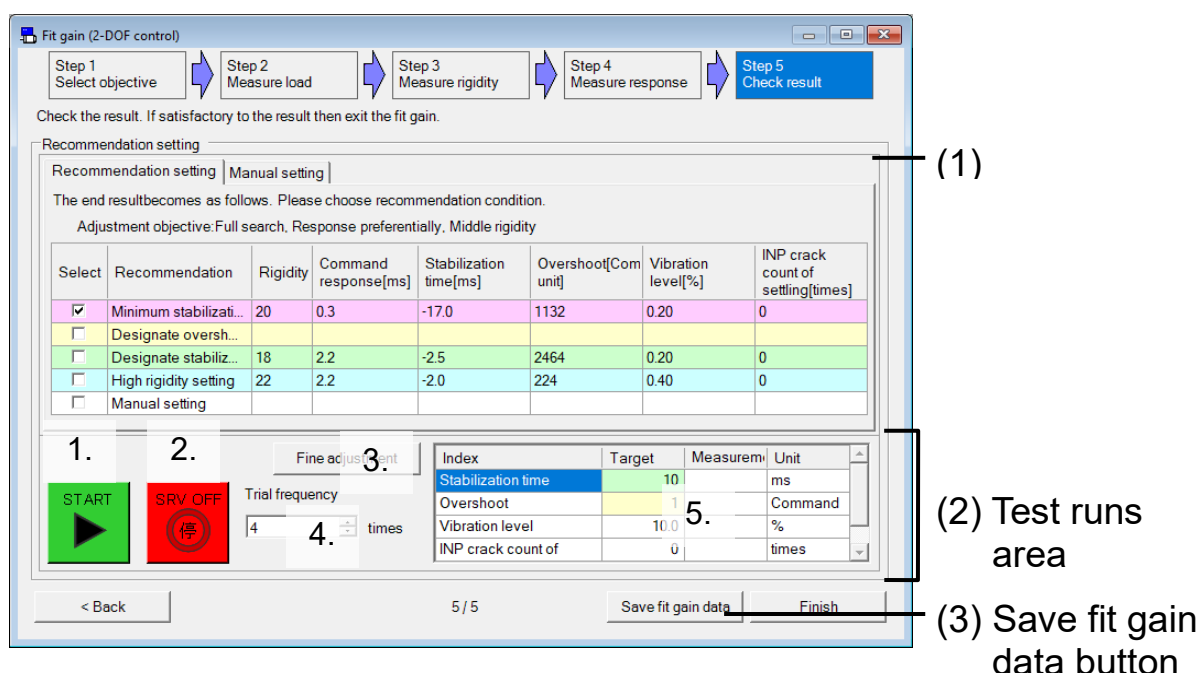 Fit gain (2-DOF control)
Step 1
Select objective
Step 2
Measure load
Step 3
Measure rigidity
Step 4
Measure response
Step 5
Check result
Check the result. If satisfactory to the result then exit the fit gain.
Recommendation setting
(1)
Recommendation setting Manual setting
The end resultbecomes as follows. Please choose recommendation condition.
Adjustment objective:Full search, Response preferentially, Middle rigidity
Select Recommendation Rigidity Command response[ms] Stabilization time[ms] Overshoot[Com unit] Vibration level[%] INP crack count of settling[times]
Minimum stabilizati... 20 0.3 -17.0 1132 0.20 0
Designate oversh...
Designate stabiliz... 18 2.2 -2.5 2464 0.20 0
High rigidity setting 22 2.2 -2.0 224 0.40 0
Manual setting
1. 2. 3. 4. 5.
START
SRV OFF
停
Fine adjustment
Trial frequency
4 times
Index Target Measureme Unit
Stabilization time 10 ms
Overshoot 1 Command
Vibration level 10.0 %
INP crack count of 0 times
(2) Test runs
area
< Back 5 / 5 Save fit gain data Finish
(3) Save fit gain
data button